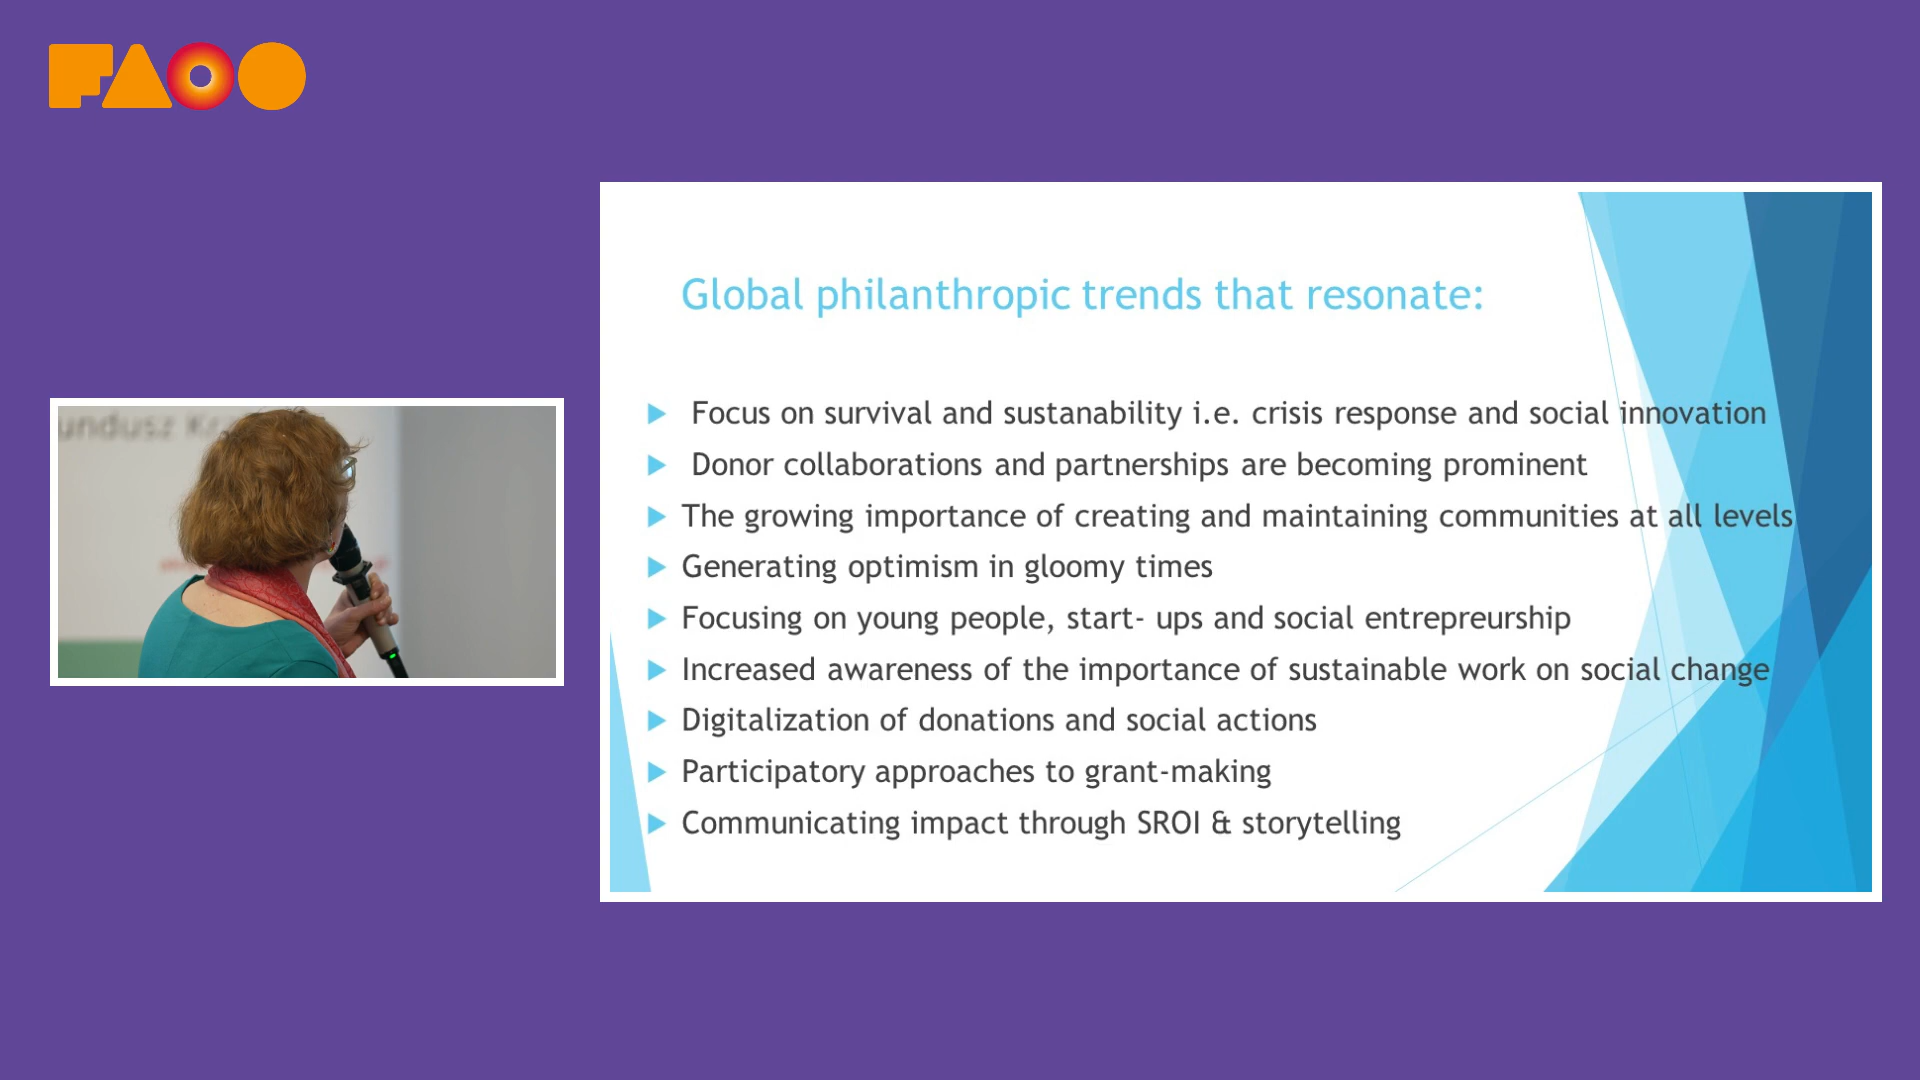 FAOO
undusz
Global philanthropic trends that resonate:
Focus on survival and sustanability i.e. crisis response and social innovation
Donor collaborations and partnerships are becoming prominent
The growing importance of creating and maintaining communities at all levels
Generating optimism in gloomy times
Focusing on young people, start- ups and social entrepreurship
Increased awareness of the importance of sustainable work on social change
Digitalization of donations and social actions
Participatory approaches to grant-making
Communicating impact through SROI & storytelling